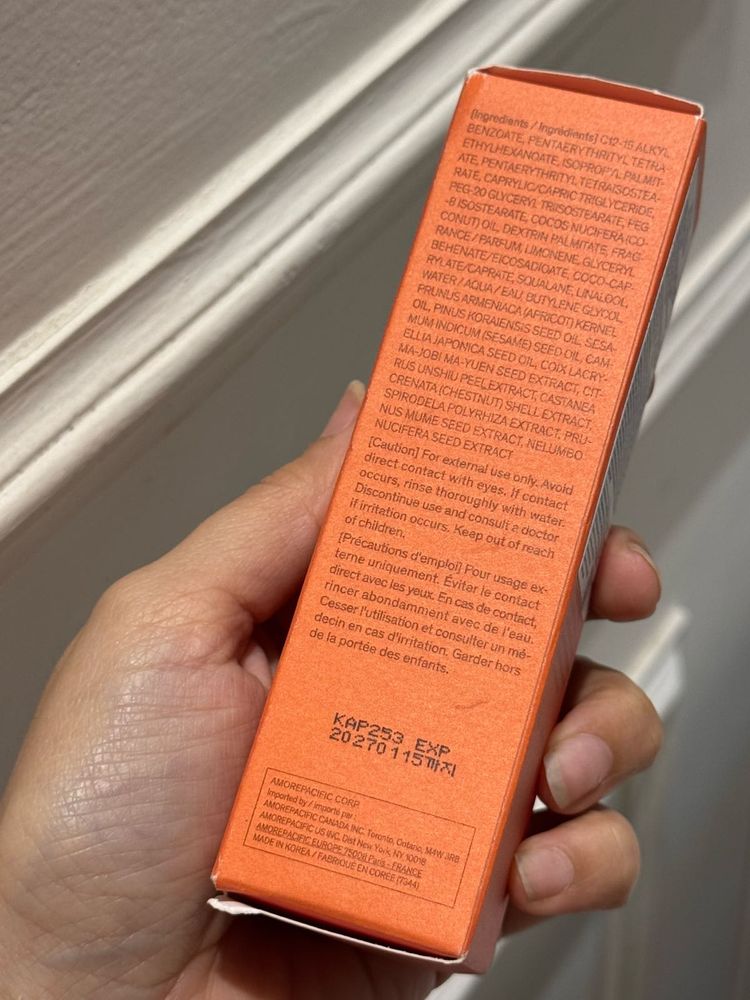 [Ingredients / Ingrédients] C12-15 ALKYL
BENZOATE, PENTAERYTHRITYL TETRA-
ETHYLHEXANOATE, ISOPROPYL PALMIT-
ATE, PENTAERYTHRITYL TETRAISOSTEA-
RATE, CAPRYLIC/CAPRIC TRIGLYCERIDE,
PEG-20 GLYCERYL TRIISOSTEARATE, PEG
-8 ISOSTEARATE, COCOS NUCIFERA (CO-
CONUT) OIL, DEXTRIN PALMITATE, FRAG-
RANCE / PARFUM, LIMONENE, GLYCERYL
BEHENATE/EICOSADIOATE, COCO-CAP-
RYLATE/CAPRATE, SQUALANE, LINALOOL,
WATER / AQUA / EAU, BUTYLENE GLYCOL,
PRUNUS ARMENIACA (APRICOT) KERNEL
OIL, PINUS KORAIENSIS SEED OIL, SESA-
MUM INDICUM (SESAME) SEED OIL, CAM-
ELLIA JAPONICA SEED OIL, COIX LACRY-
MA-JOBI MA-YUEN SEED EXTRACT, CIT-
RUS UNSHIU PEEL EXTRACT, CASTANEA
CRENATA (CHESTNUT) SHELL EXTRACT,
SPIRODELA POLYRHIZA EXTRACT, PRU-
NUS MUME SEED EXTRACT, NELUMBO
NUCIFERA SEED EXTRACT
[Caution] For external use only. Avoid
direct contact with eyes. If contact
occurs, rinse thoroughly with water.
Discontinue use and consult a doctor
if irritation occurs. Keep out of reach
of children.
[Précautions d'emploi] Pour usage ex-
terne uniquement. Éviter le contact
direct avec les yeux. En cas de contact,
rincer abondamment avec de l'eau.
Cesser l'utilisation et consulter un mé-
decin en cas d'irritation. Garder hors
de la portée des enfants.
KAP253 EXP
20270115까지
AMOREPACIFIC CORP.
Imported by / importé par :
AMOREPACIFIC CANADA INC. Toronto, Ontario, M4W 3R8
AMOREPACIFIC US INC. Dist New York, NY 10018
AMOREPACIFIC EUROPE 75008 Paris - FRANCE
MADE IN KOREA / FABRIQUÉ EN CORÉE (7344)